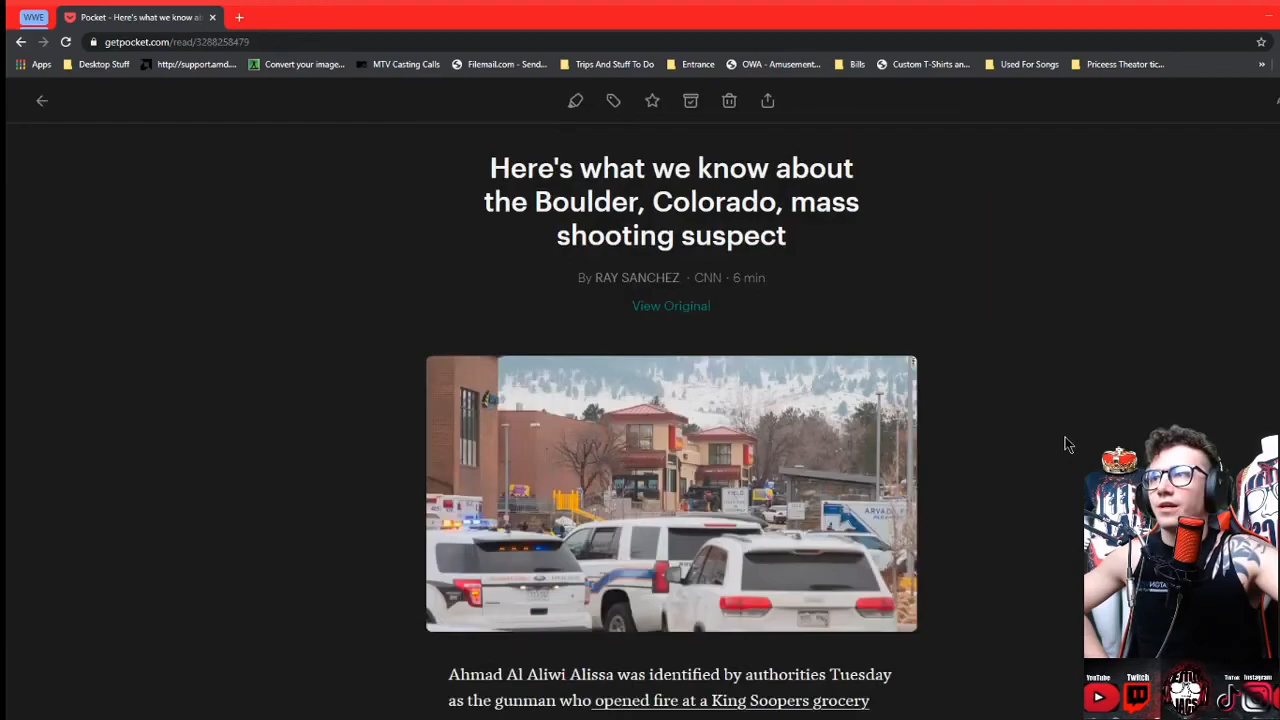 WWE
Pocket - Here's what we know ab
getpocket.com/read/3288258479
Apps
Desktop Stuff
http://support.amd...
Convert your image...
MTV Casting Calls
Filemail.com - Send...
Trips And Stuff To Do
Entrance
OWA - Amusement...
Bills
Custom T-Shirts an...
Used For Songs
Priceess Theator tic...
»
Here's what we know about
the Boulder, Colorado, mass
shooting suspect
By RAY SANCHEZ · CNN · 6 min
View Original
Ahmad Al Aliwi Alissa was identified by authorities Tuesday
as the gunman who opened fire at a King Soopers grocery
YouTube
Twitch
TikTok
Instagram